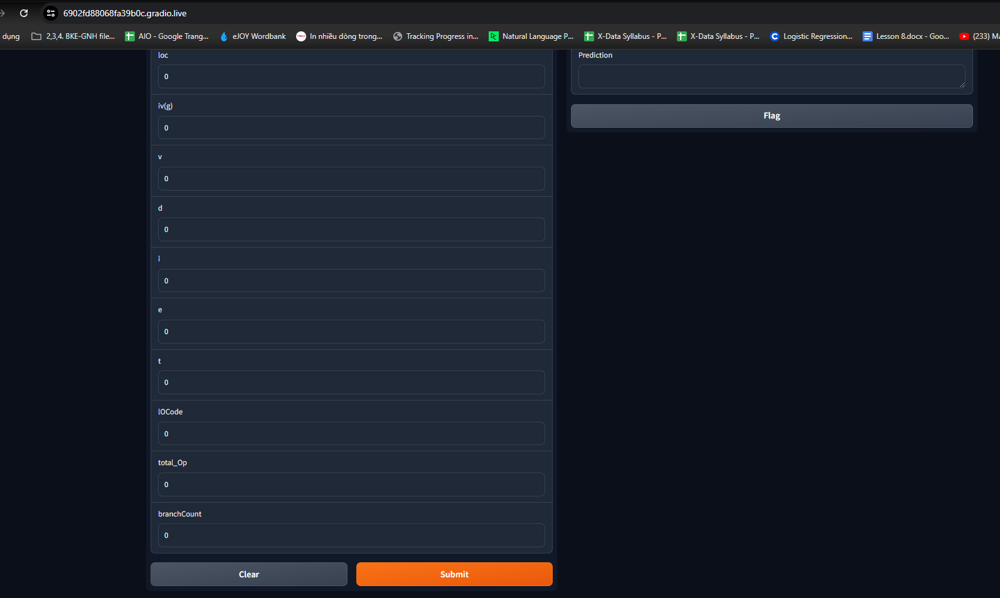 6902fd88068fa39b0c.gradio.live
dụng 2,3,4. BKE-GNH file... AIO - Google Trang... eJOY Wordbank In nhiều dòng trong... Tracking Progress in... Natural Language P... X-Data Syllabus - P... X-Data Syllabus - P... Logistic Regression... Lesson 8.docx - Goo... (233) Ma
loc
0
iv(g)
0
v
0
d
0
i
0
e
0
t
0
lOCode
0
total_Op
0
branchCount
0
Clear Submit
Prediction
Flag